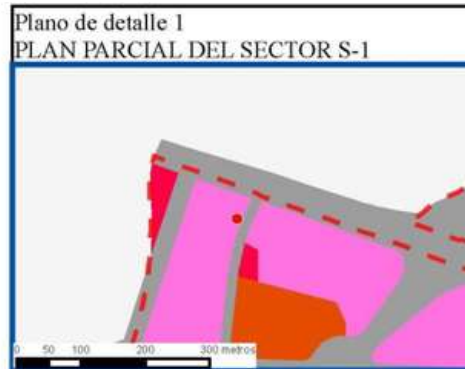 Plano de detalle 1
PLAN PARCIAL DEL SECTOR S-1
0 50 100 200 300 metros